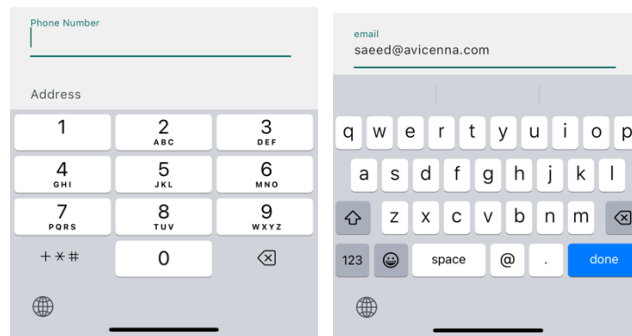 Phone Number
Address
1
2
ABC
3
DEF
4
GHI
5
JKL
6
MNO
7
PQRS
8
TUV
9
WXYZ
+*#
0
email
saeed@avicenna.com
q w e r t y u i o p
a s d f g h j k l
z x c v b n m
123 space @ . done